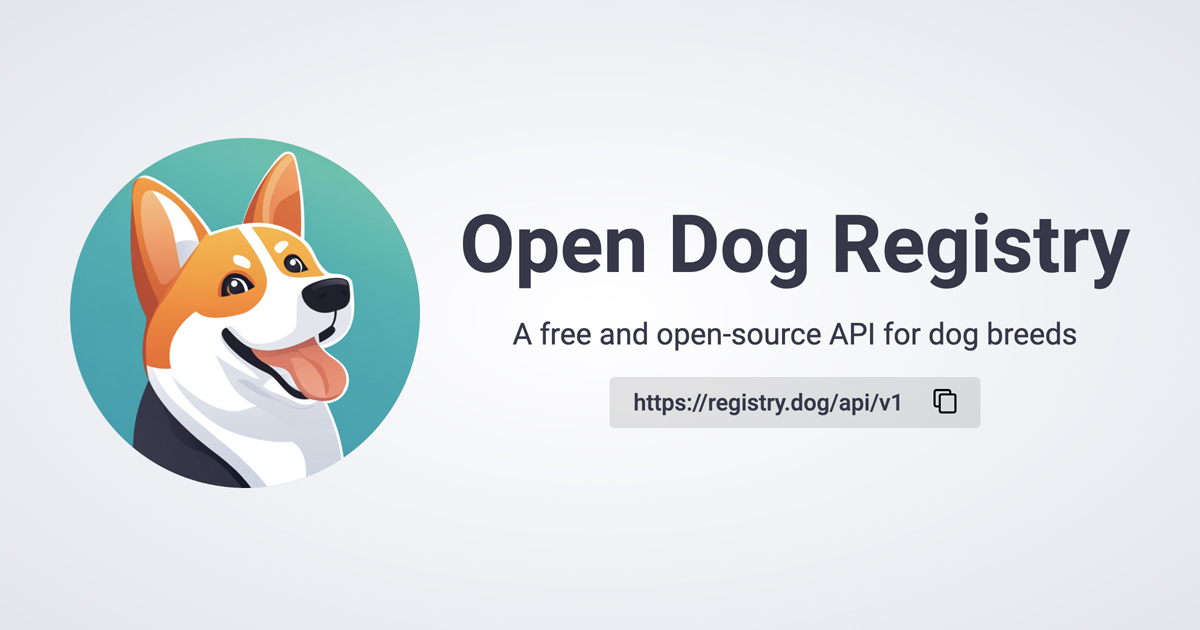 Open Dog Registry
A free and open-source API for dog breeds
https://registry.dog/api/v1